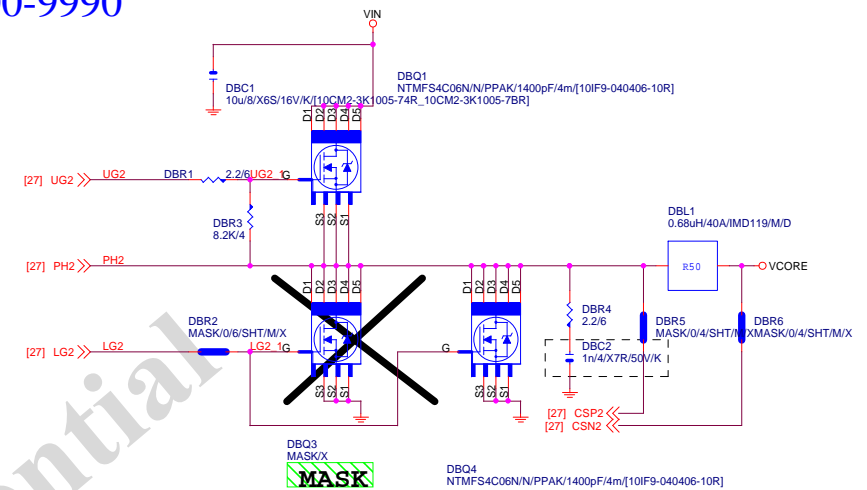 0-9990
VIN
DBC1
10u/8/X6S/16V/K/[10CM2-3K1005-74R_10CM2-3K1005-7BR]
DBQ1
NTMFS4C06N/N/PPAK/1400pF/4m/[10IF9-040406-10R]
D1 D2 D3 D4 D5
[27] UG2 UG2 DBR1 2.2/6 UG2_1 G
DBR3
8.2K/4
S3 S2 S1
DBL1
0.68uH/40A/IMD119/M/D
[27] PH2 PH2
R50
VCORE
D1 D2 D3 D4 D5
D1 D2 D3 D4 D5
DBR2
MASK/0/6/SHT/M/X
[27] LG2 LG2 LG2_1 G
G
DBR4
2.2/6
DBR5
MASK/0/4/SHT/M/X
DBR6
MASK/0/4/SHT/M/X
DBC2
1n/4/X7R/50V/K
S3 S2 S1
S3 S2 S1
[27] CSP2
[27] CSN2
DBQ3
MASK/X
MASK
DBQ4
NTMFS4C06N/N/PPAK/1400pF/4m/[10IF9-040406-10R]
ential